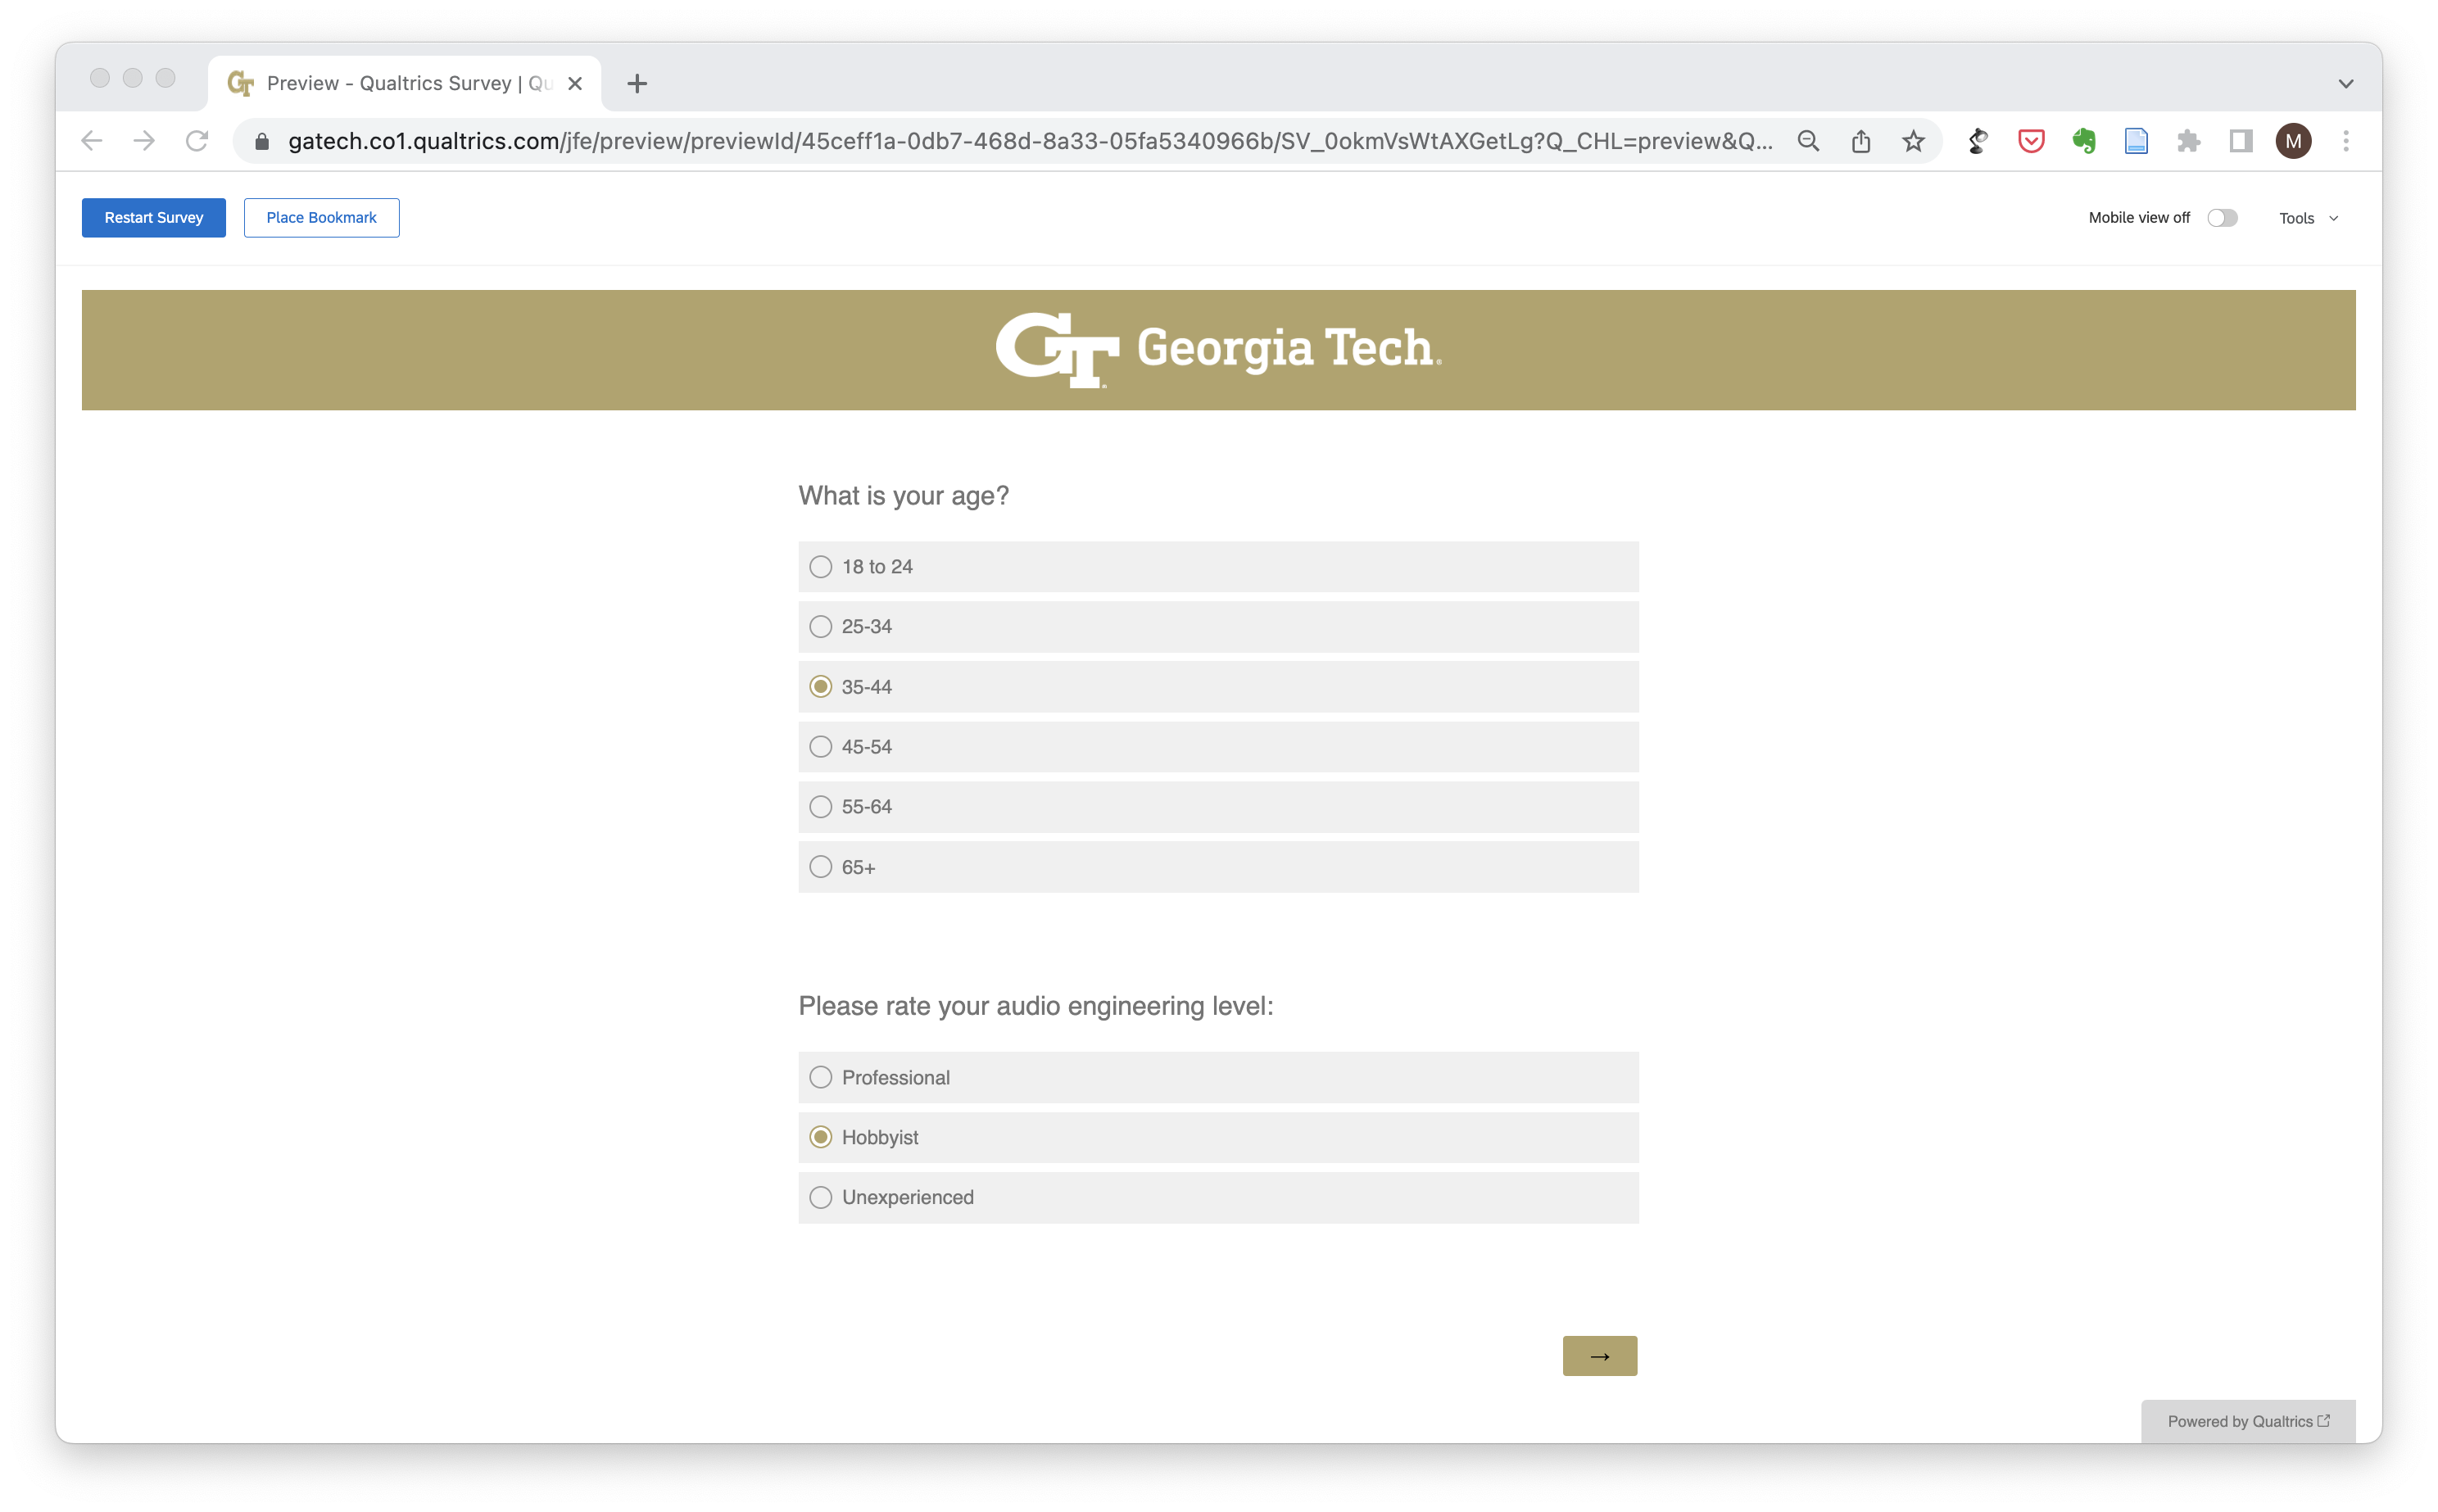 Preview - Qualtrics Survey | Qu
gatech.co1.qualtrics.com/jfe/preview/previewId/45ceff1a-0db7-468d-8a33-05fa5340966b/SV_0okmVsWtAXGetLg?Q_CHL=preview&Q...
M
Restart Survey
Place Bookmark
Mobile view off
Tools
GT Georgia Tech
What is your age?
18 to 24
25-34
35-44
45-54
55-64
65+
Please rate your audio engineering level:
Professional
Hobbyist
Unexperienced
→
Powered by Qualtrics